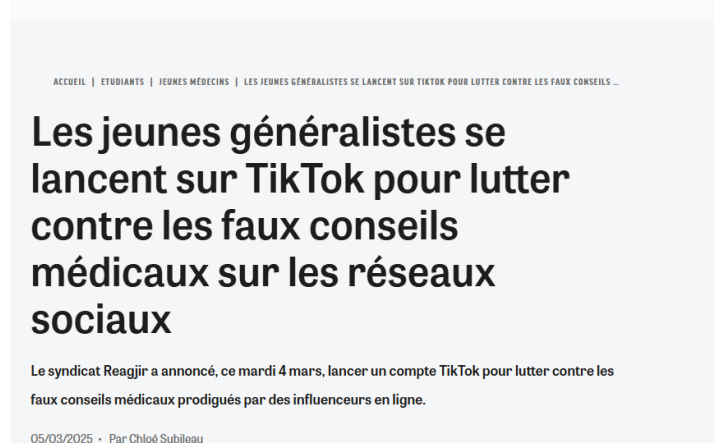 ACCUEIL | ETUDIANTS | JEUNES MÉDECINS | LES JEUNES GÉNÉRALISTES SE LANCENT SUR TIKTOK POUR LUTTER CONTRE LES FAUX CONSEILS ...
Les jeunes généralistes se
lancent sur TikTok pour lutter
contre les faux conseils
médicaux sur les réseaux
sociaux
Le syndicat Reagjir a annoncé, ce mardi 4 mars, lancer un compte TikTok pour lutter contre les
faux conseils médicaux prodigués par des influenceurs en ligne.
05/03/2025 • Par Chloé Subileau